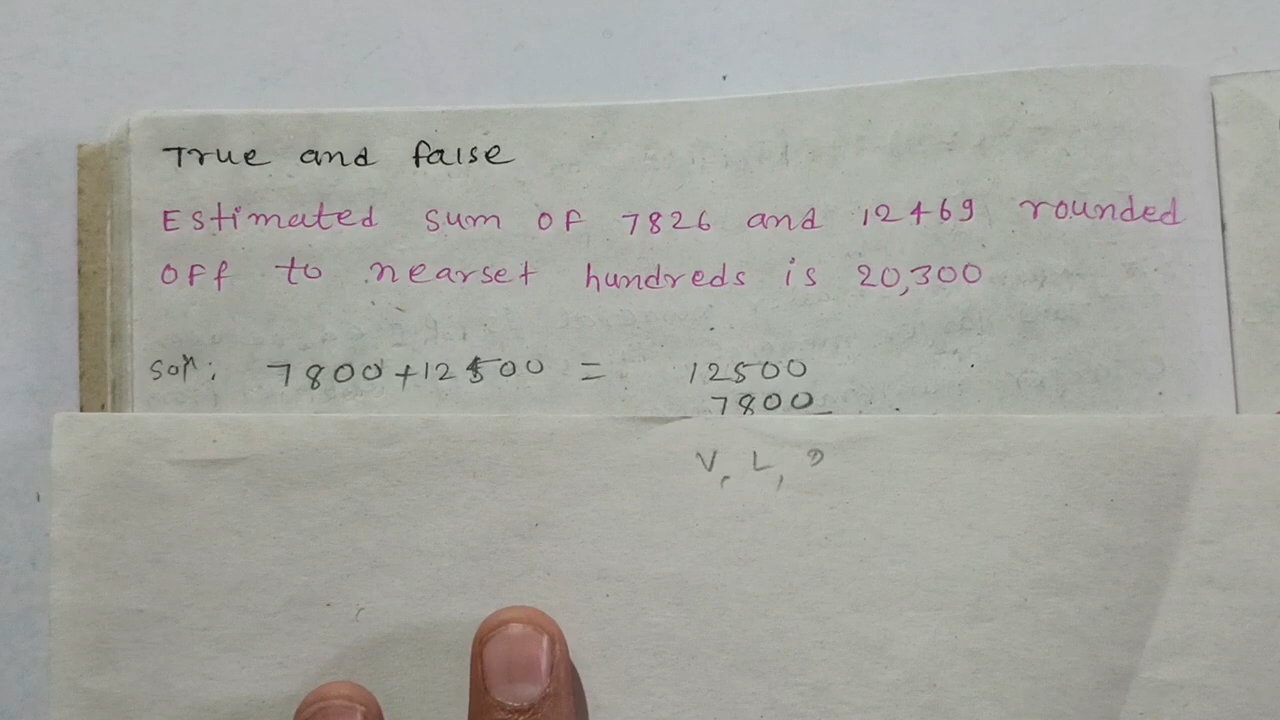 True and false
Estimated sum of 7826 and 12469 rounded
off to nearset hundreds is 20,300
Soln: 7800+12500 = 12500
7800
V, L,